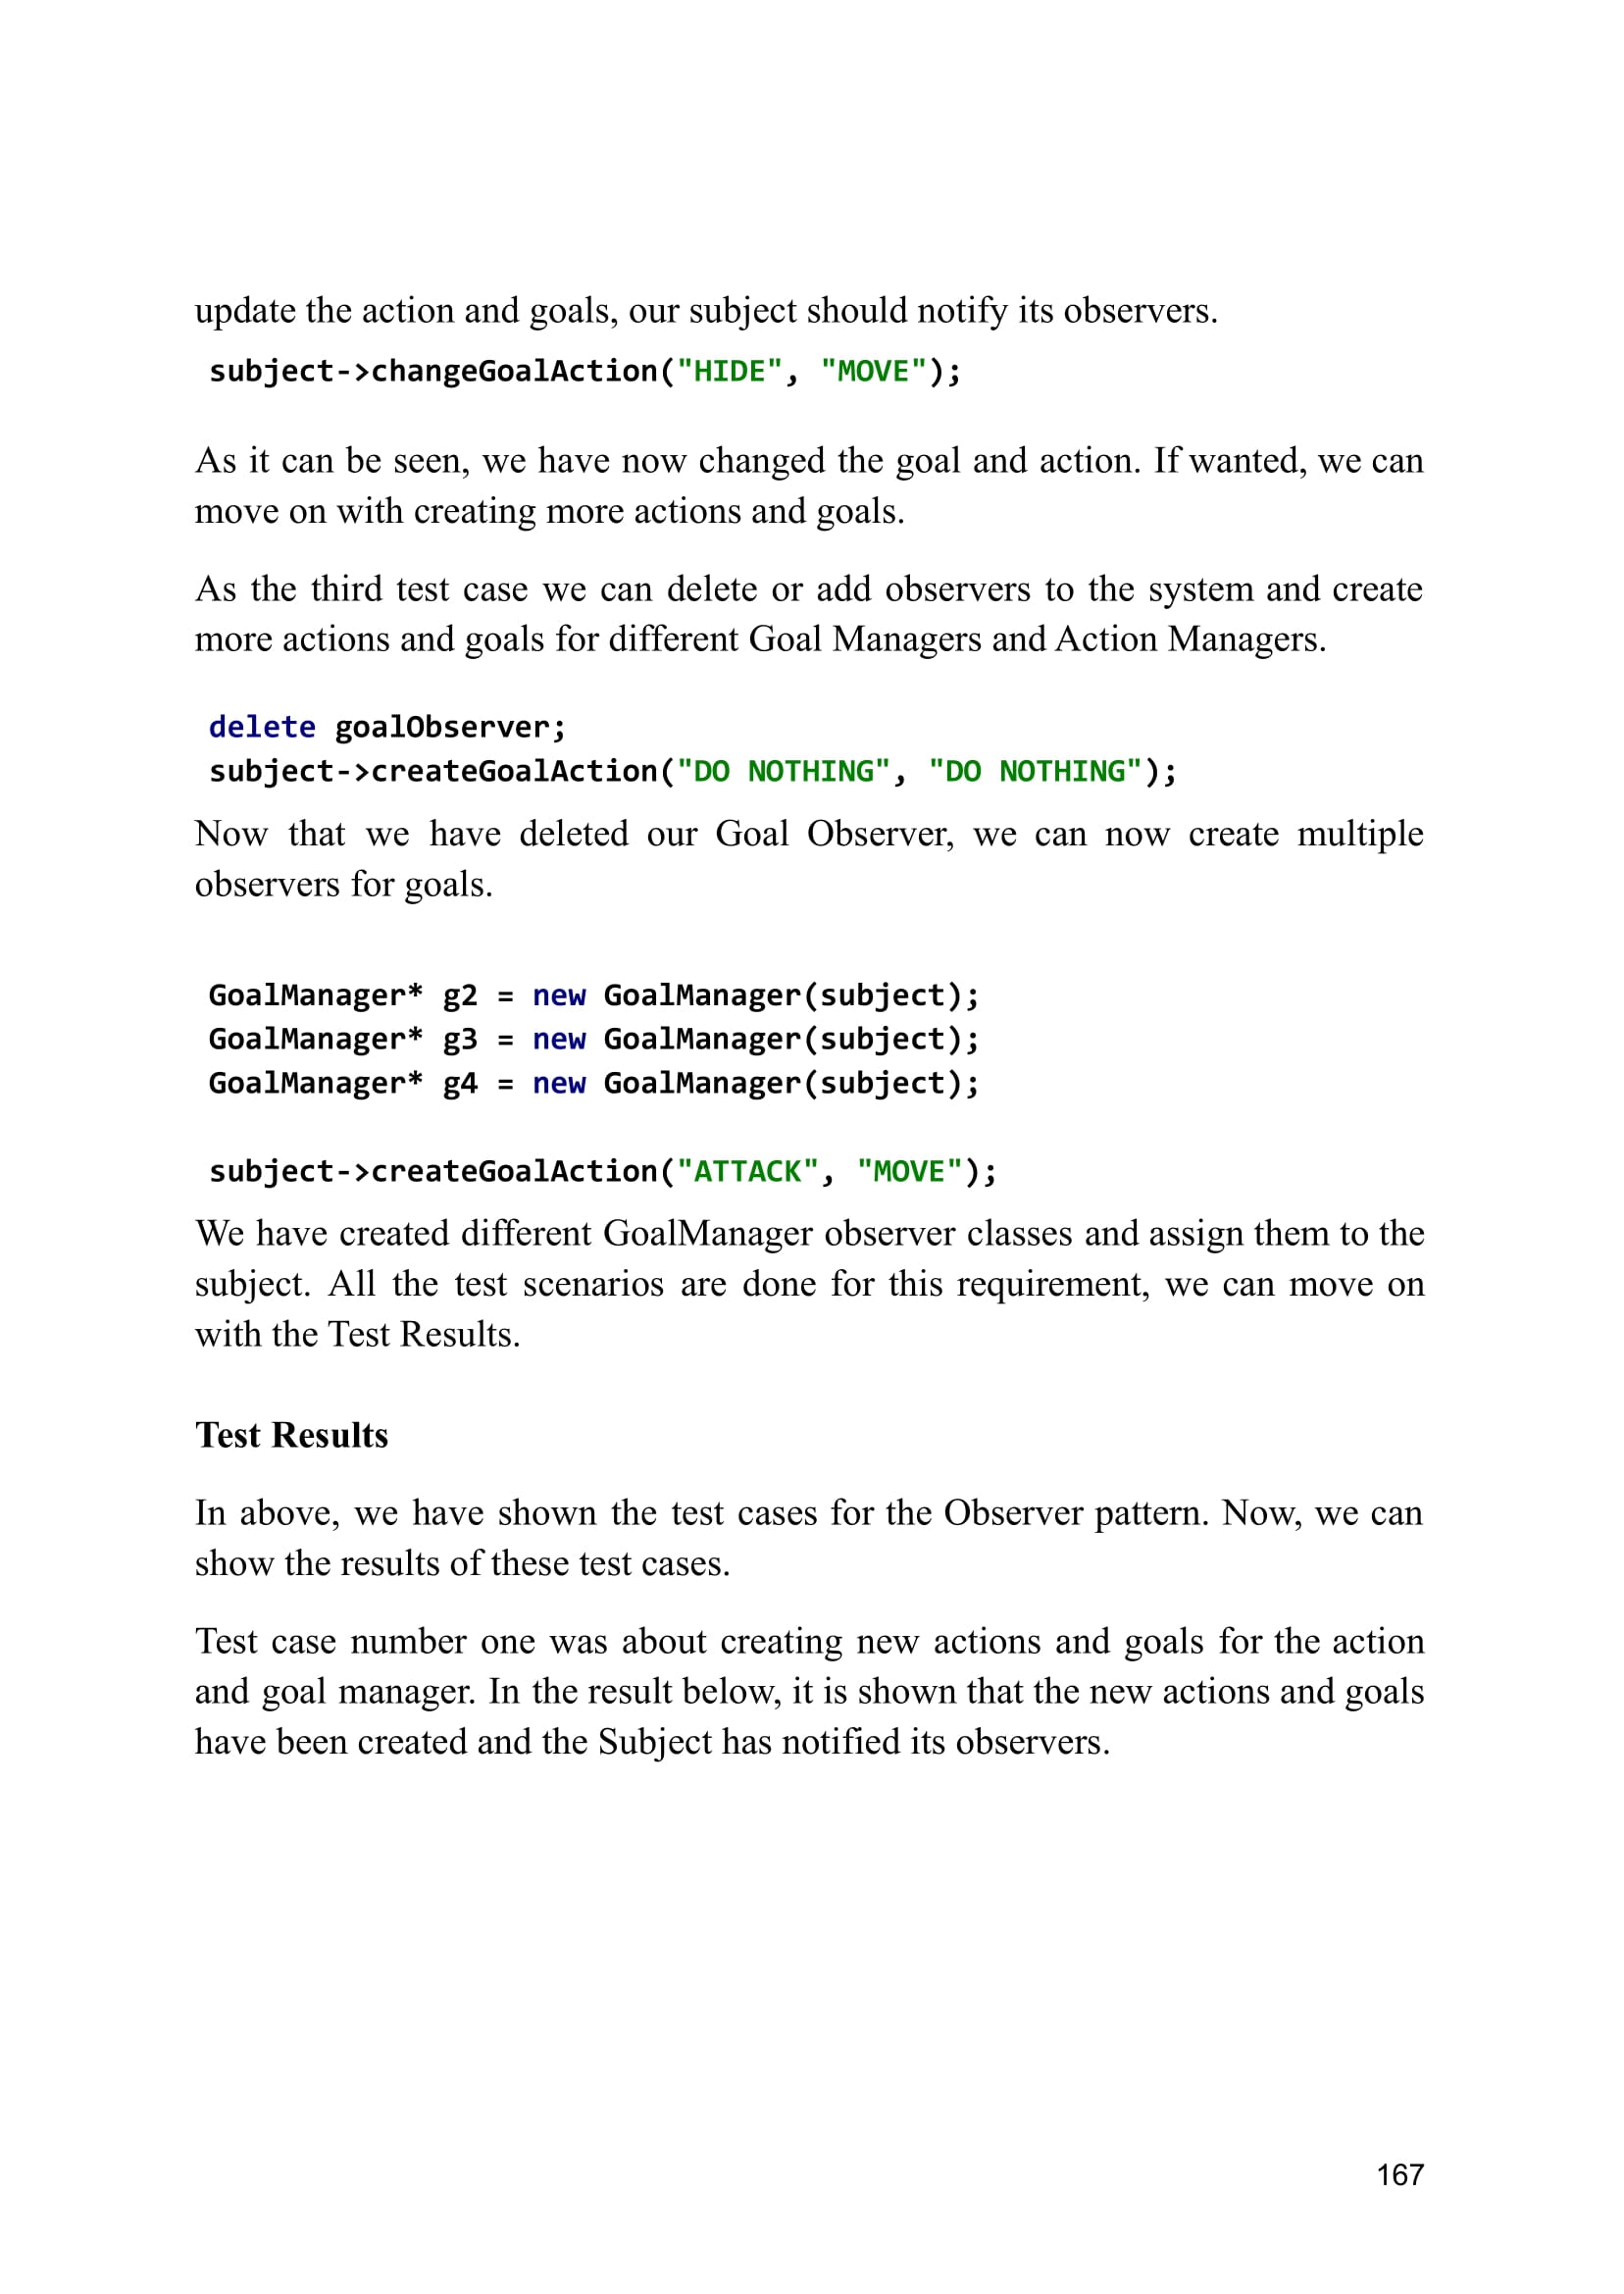 update the action and goals, our subject should notify its observers.
subject->changeGoalAction("HIDE", "MOVE");
As it can be seen, we have now changed the goal and action. If wanted, we can
move on with creating more actions and goals.
As the third test case we can delete or add observers to the system and create
more actions and goals for different Goal Managers and Action Managers.
delete goalObserver;
subject->createGoalAction("DO NOTHING", "DO NOTHING");
Now that we have deleted our Goal Observer, we can now create multiple
observers for goals.
GoalManager* g2 = new GoalManager(subject);
GoalManager* g3 = new GoalManager(subject);
GoalManager* g4 = new GoalManager(subject);
subject->createGoalAction("ATTACK", "MOVE");
We have created different GoalManager observer classes and assign them to the
subject. All the test scenarios are done for this requirement, we can move on
with the Test Results.
Test Results
In above, we have shown the test cases for the Observer pattern. Now, we can
show the results of these test cases.
Test case number one was about creating new actions and goals for the action
and goal manager. In the result below, it is shown that the new actions and goals
have been created and the Subject has notified its observers.
167